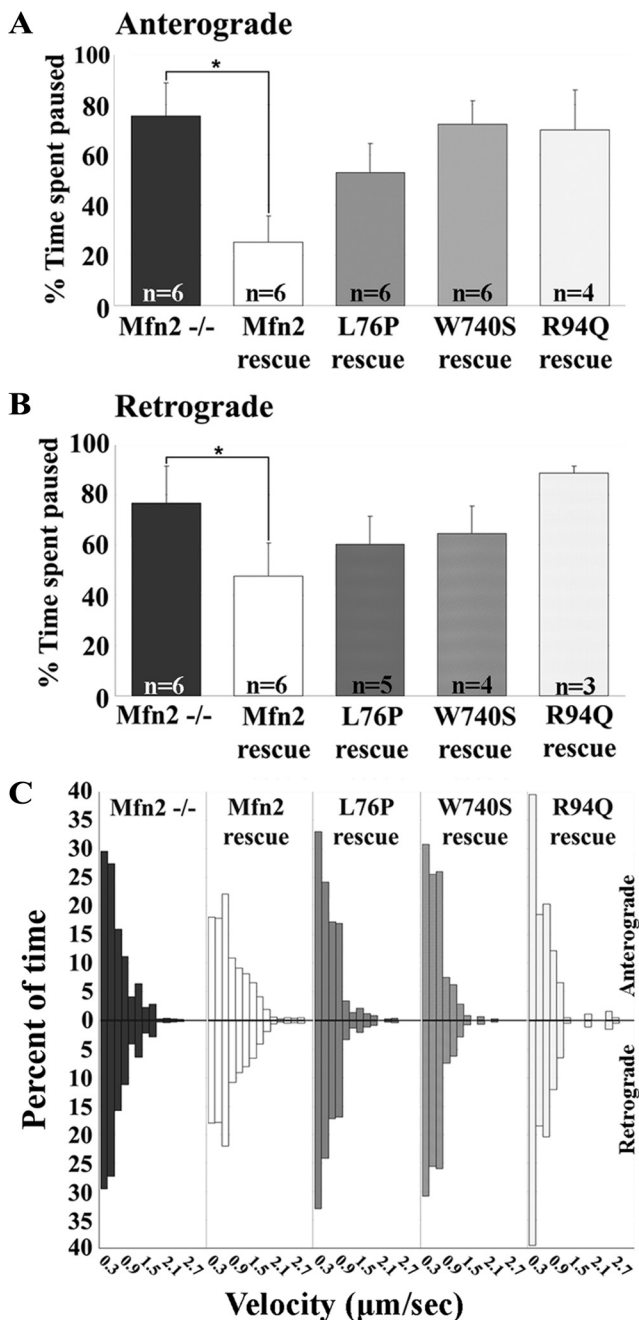 A Anterograde
% Time spent paused
100
80
60
40
20
0
*
n=6 n=6 n=6 n=6 n=4
Mfn2 -/- Mfn2 L76P W740S R94Q
rescue rescue rescue rescue
B Retrograde
% Time spent paused
100
80
60
40
20
0
*
n=6 n=6 n=5 n=4 n=3
Mfn2 -/- Mfn2 L76P W740S R94Q
rescue rescue rescue rescue
C
Percent of time
40
35
30
25
20
15
10
5
0
5
10
15
20
25
30
35
40
Mfn2 -/- Mfn2 L76P W740S R94Q
rescue rescue rescue rescue
Anterograde
Retrograde
0.3 0.9 1.5 2.1 2.7 0.3 0.9 1.5 2.1 2.7 0.3 0.9 1.5 2.1 2.7 0.3 0.9 1.5 2.1 2.7 0.3 0.9 1.5 2.1 2.7
Velocity (μm/sec)